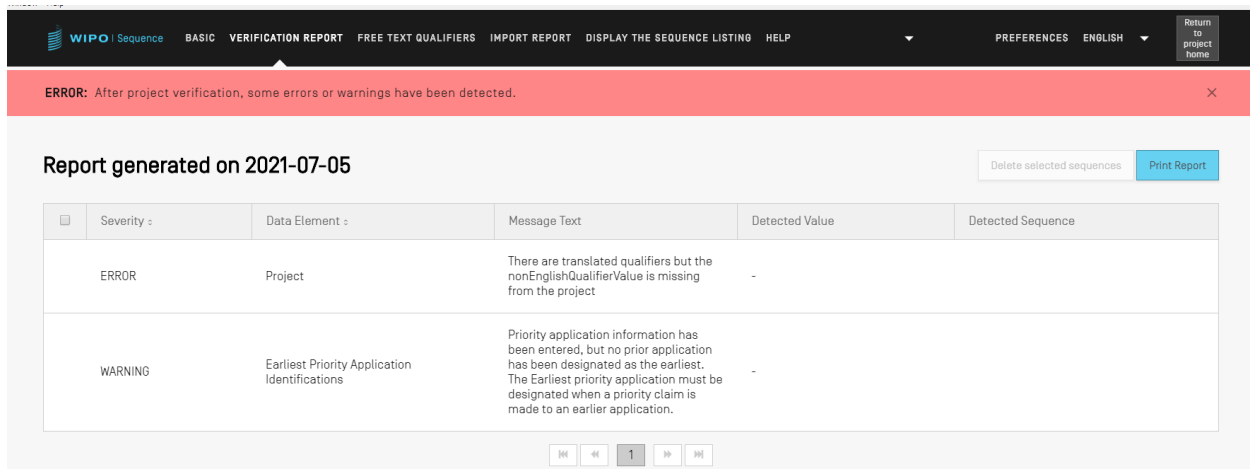 WIPO | Sequence BASIC VERIFICATION REPORT FREE TEXT QUALIFIERS IMPORT REPORT DISPLAY THE SEQUENCE LISTING HELP PREFERENCES ENGLISH Return to project home
ERROR: After project verification, some errors or warnings have been detected.
Report generated on 2021-07-05
Delete selected sequences Print Report
Severity Data Element Message Text Detected Value Detected Sequence
There are translated qualifiers but the
ERROR Project nonEnglishQualifierValue is missing -
from the project
Priority application information has
been entered, but no prior application
WARNING Earliest Priority Application has been designated as the earliest. -
Identifications The Earliest priority application must be
designated when a priority claim is
made to an earlier application.
1